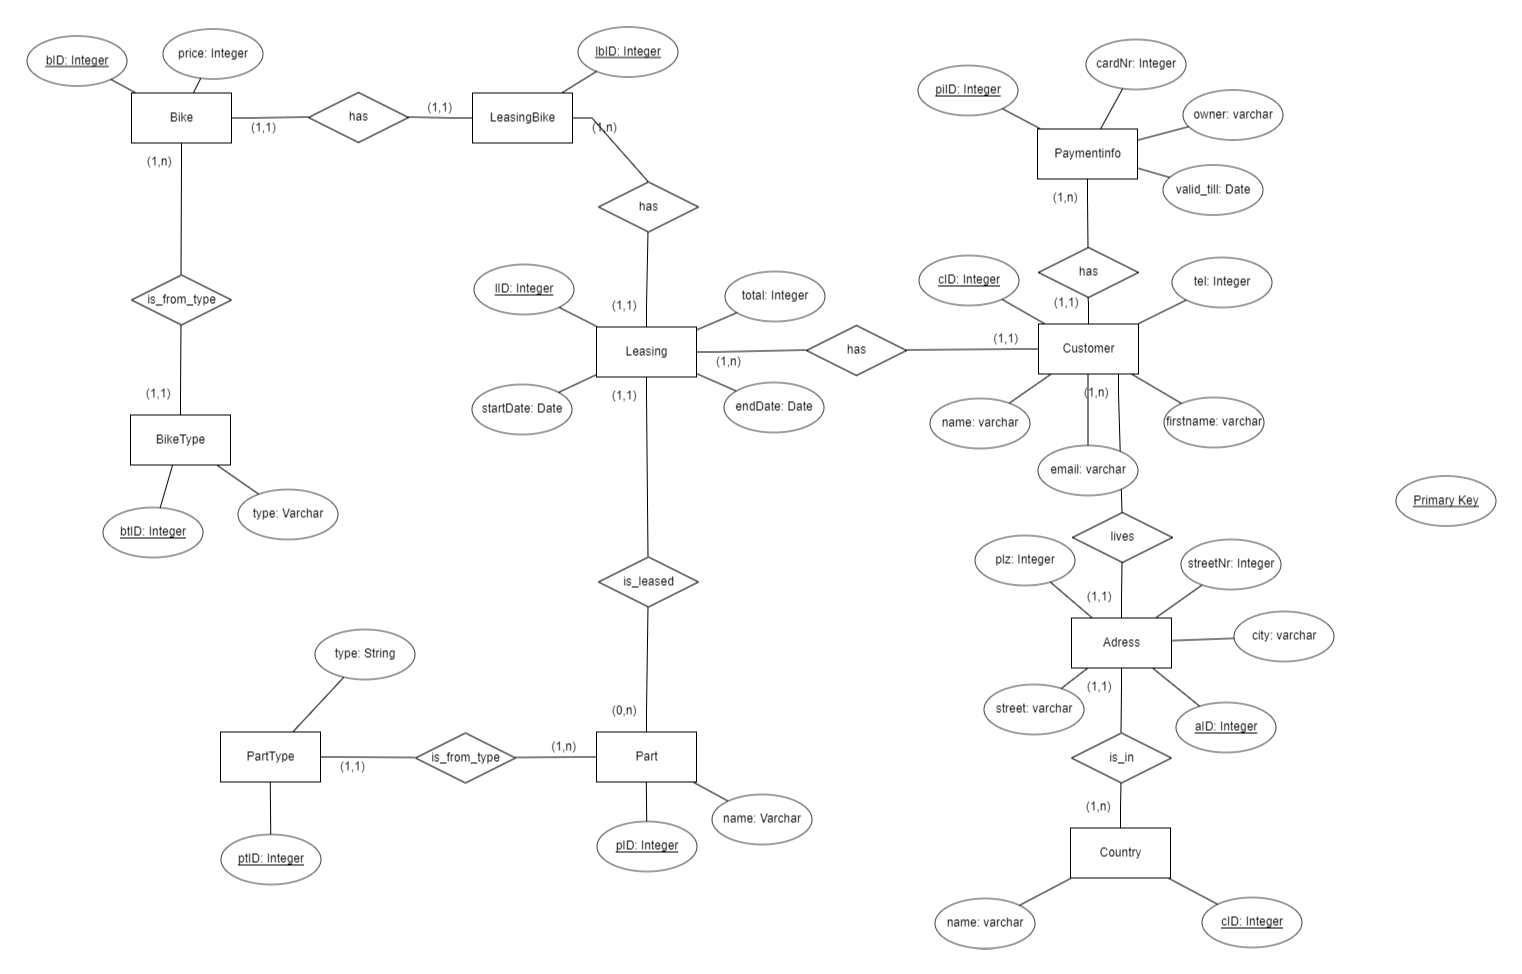 bID: Integer
price: Integer
lbID: Integer
Bike
has
LeasingBike
(1,1)
(1,1)
(1,n)
(1,n)
is_from_type
(1,1)
BikeType
btID: Integer
type: Varchar
has
lID: Integer
total: Integer
(1,1)
Leasing
(1,n)
has
(1,1)
startDate: Date
(1,1)
endDate: Date
is_leased
(0,n)
type: String
PartType
(1,1)
is_from_type
(1,n)
Part
ptID: Integer
pID: Integer
name: Varchar
cardNr: Integer
piID: Integer
owner: varchar
Paymentinfo
valid_till: Date
(1,n)
has
cID: Integer
tel: Integer
(1,1)
Customer
(1,n)
name: varchar
firstname: varchar
email: varchar
Primary Key
lives
plz: Integer
streetNr: Integer
(1,1)
Adress
city: varchar
(1,1)
street: varchar
aID: Integer
is_in
(1,n)
Country
name: varchar
cID: Integer